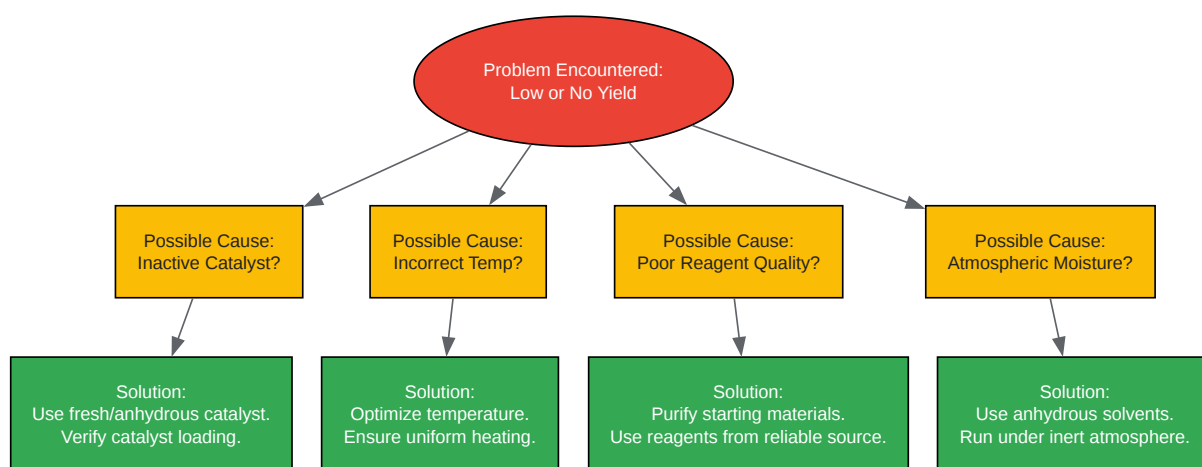 Problem Encountered:
Low or No Yield
Possible Cause:
Inactive Catalyst?
Possible Cause:
Incorrect Temp?
Possible Cause:
Poor Reagent Quality?
Possible Cause:
Atmospheric Moisture?
Solution:
Use fresh/anhydrous catalyst.
Verify catalyst loading.
Solution:
Optimize temperature.
Ensure uniform heating.
Solution:
Purify starting materials.
Use reagents from reliable source.
Solution:
Use anhydrous solvents.
Run under inert atmosphere.